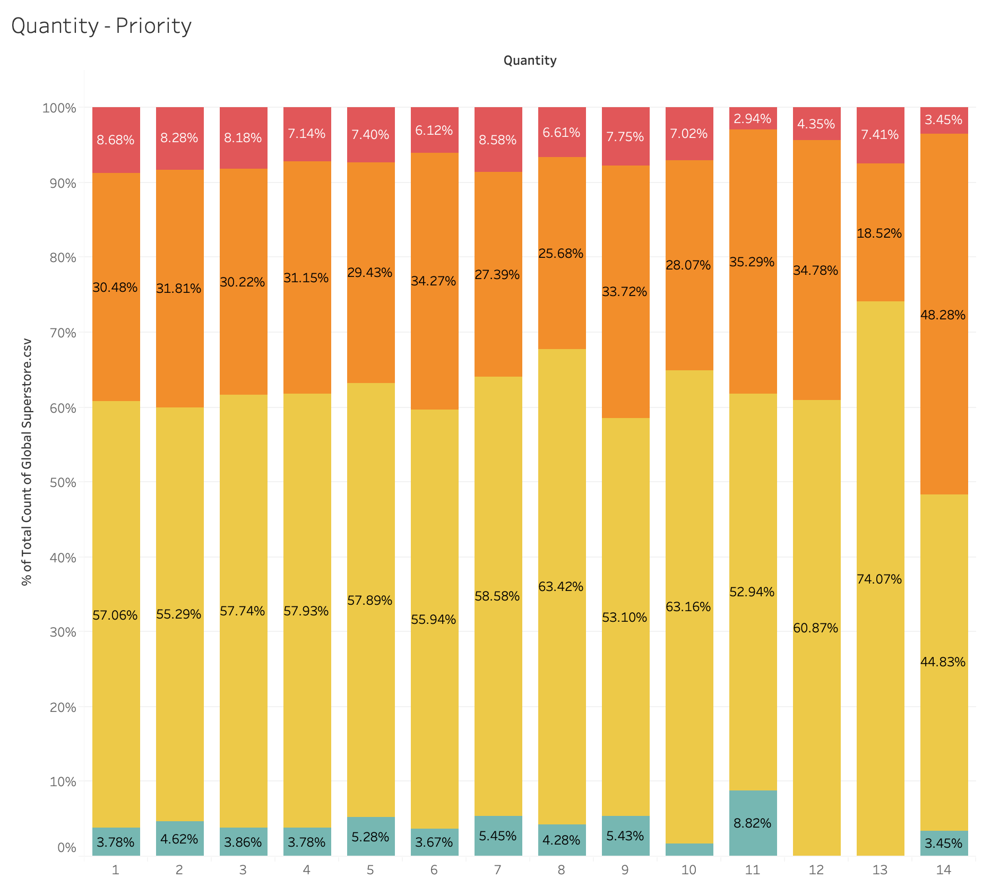 Quantity - Priority
Quantity
% of Total Count of Global Superstore.csv
100%
90%
80%
70%
60%
50%
40%
30%
20%
10%
0%
8.68% 8.28% 8.18% 7.14% 7.40% 6.12% 8.58% 6.61% 7.75% 7.02% 2.94% 4.35% 7.41% 3.45%
30.48% 31.81% 30.22% 31.15% 29.43% 34.27% 27.39% 25.68% 33.72% 28.07% 35.29% 34.78% 18.52% 48.28%
57.06% 55.29% 57.74% 57.93% 57.89% 55.94% 58.58% 63.42% 53.10% 63.16% 52.94% 60.87% 74.07% 44.83%
3.78% 4.62% 3.86% 3.78% 5.28% 3.67% 5.45% 4.28% 5.43% 8.82% 3.45%
1 2 3 4 5 6 7 8 9 10 11 12 13 14